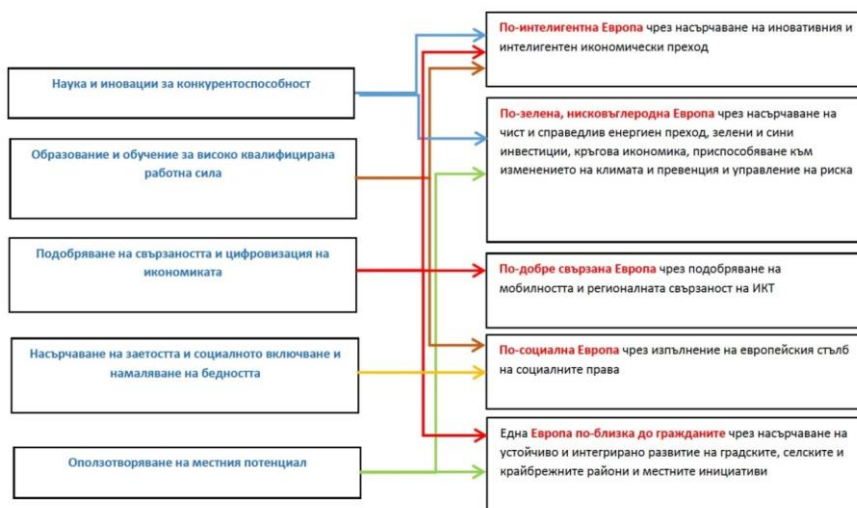 Наука и иновации за конкурентоспособност
Образование и обучение за високо квалифицирана
работна сила
Подобряване на свързаността и цифровизация на
икономиката
Насърчаване на заетостта и социалното включване и
намаляване на бедността
Оползотворяване на местния потенциал
По-интелигентна Европа чрез насърчаване на иновативния и
интелигентен икономически преход
По-зелена, нисковъглеродна Европа чрез насърчаване на
чист и справедлив енергиен преход, зелени и сини
инвестиции, кръгова икономика, приспособяване към
изменението на климата и превенция и управление на риска
По-добре свързана Европа чрез подобряване на
мобилността и регионалната свързаност на ИКТ
По-социална Европа чрез изпълнение на европейския стълб
на социалните права
Една Европа по-близка до гражданите чрез насърчаване на
устойчиво и интегрирано развитие на градските, селските и
крайбрежните райони и местните инициативи